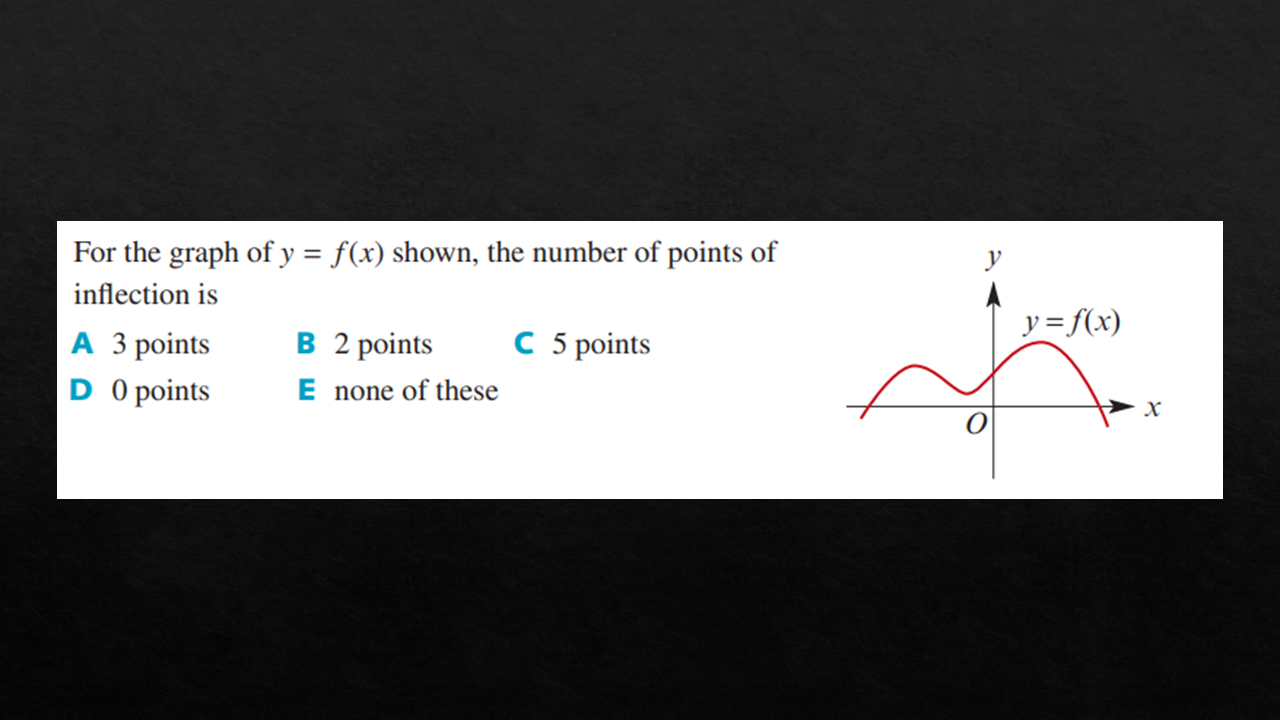 For the graph of y = f(x) shown, the number of points of
inflection is
A 3 points B 2 points C 5 points
D 0 points E none of these
y
y = f(x)
x
O